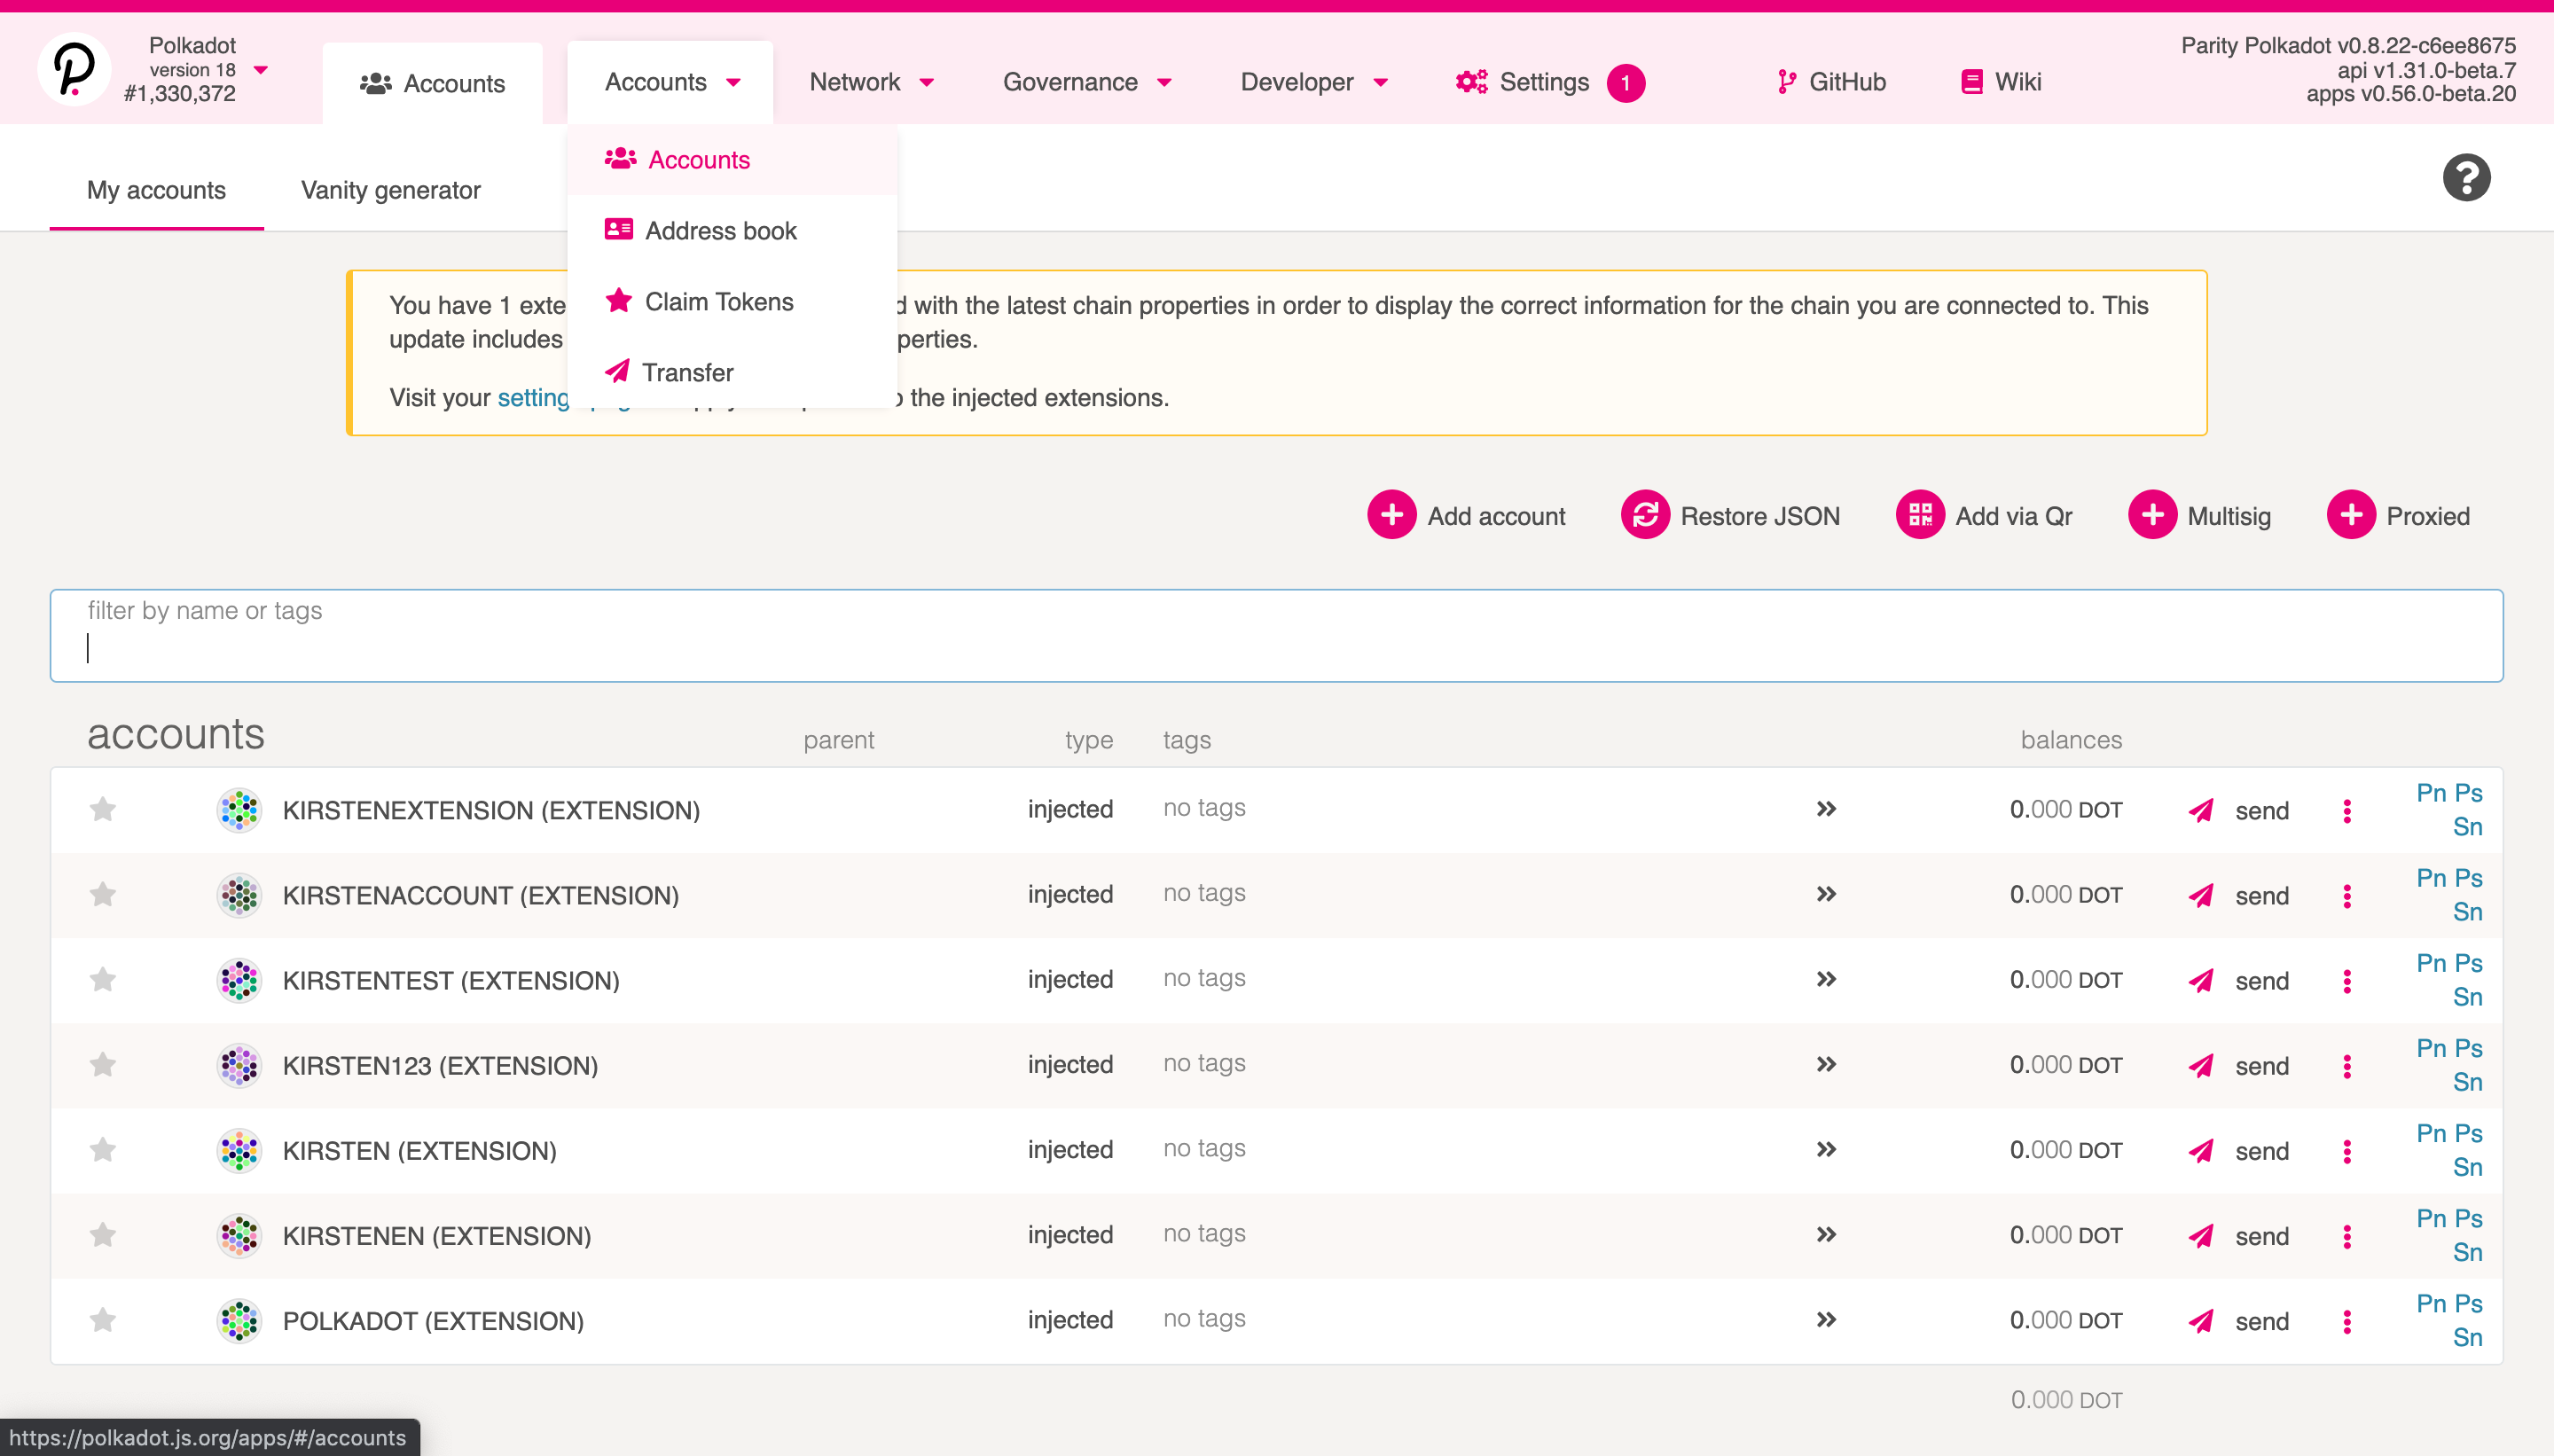 Polkadot
version 18
#1,330,372
Accounts
Accounts
Network
Governance
Developer
Settings
1
GitHub
Wiki
Parity Polkadot v0.8.22-c6ee8675
api v1.31.0-beta.7
apps v0.56.0-beta.20
My accounts
Vanity generator
Accounts
Address book
Claim Tokens
Transfer
You have 1 exte d with the latest chain properties in order to display the correct information for the chain you are connected to. This
update includes perties.
Visit your setting o the injected extensions.
Add account
Restore JSON
Add via Qr
Multisig
Proxied
filter by name or tags
accounts parent type tags balances
KIRSTENEXTENSION (EXTENSION) injected no tags 0.000 DOT send Pn Ps
Sn
KIRSTENACCOUNT (EXTENSION) injected no tags 0.000 DOT send Pn Ps
Sn
KIRSTENTEST (EXTENSION) injected no tags 0.000 DOT send Pn Ps
Sn
KIRSTEN123 (EXTENSION) injected no tags 0.000 DOT send Pn Ps
Sn
KIRSTEN (EXTENSION) injected no tags 0.000 DOT send Pn Ps
Sn
KIRSTENEN (EXTENSION) injected no tags 0.000 DOT send Pn Ps
Sn
POLKADOT (EXTENSION) injected no tags 0.000 DOT send Pn Ps
Sn
0.000 DOT
https://polkadot.js.org/apps/#/accounts